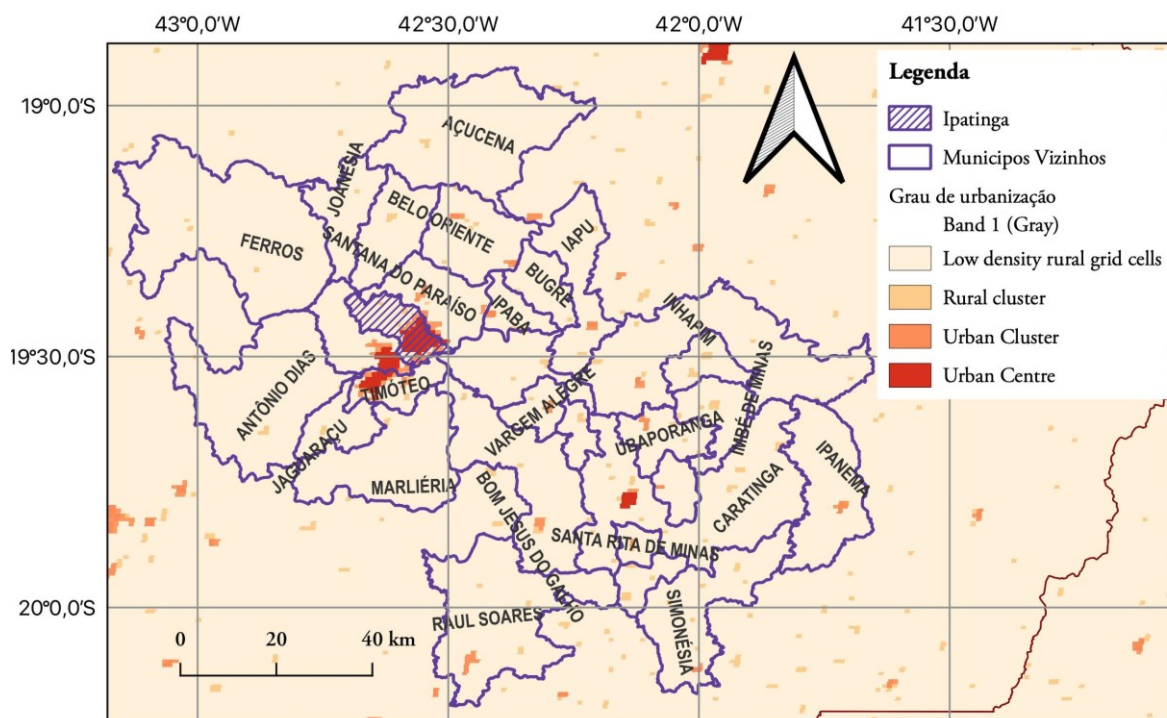 43°0,0'S
42°30,0'S
42°0,0'S
41°30,0'S
19°0,0'S
19°30,0'S
20°0,0'S
AÇUCENA
JOANÉSIA
BELO ORIENTE
IAPU
FERROS
SANTANA DO PARAÍSO
BUGRE
IPABA
INHAPIM
ANTÔNIO DIAS
TIMÓTEO
VARGEM ALEGRE
IMBÉ DE MINAS
UBAPORANGA
JAGUARAÇU
IPANEMA
MARLIÉRIA
CARATINGA
BOM JESUS DO GALHO
SANTA RITA DE MINAS
RAUL SOARES
SIMONÉSIA
0 20 40 km
Legenda
Ipatinga
Municipos Vizinhos
Grau de urbanização
Band 1 (Gray)
Low density rural grid cells
Rural cluster
Urban Cluster
Urban Centre